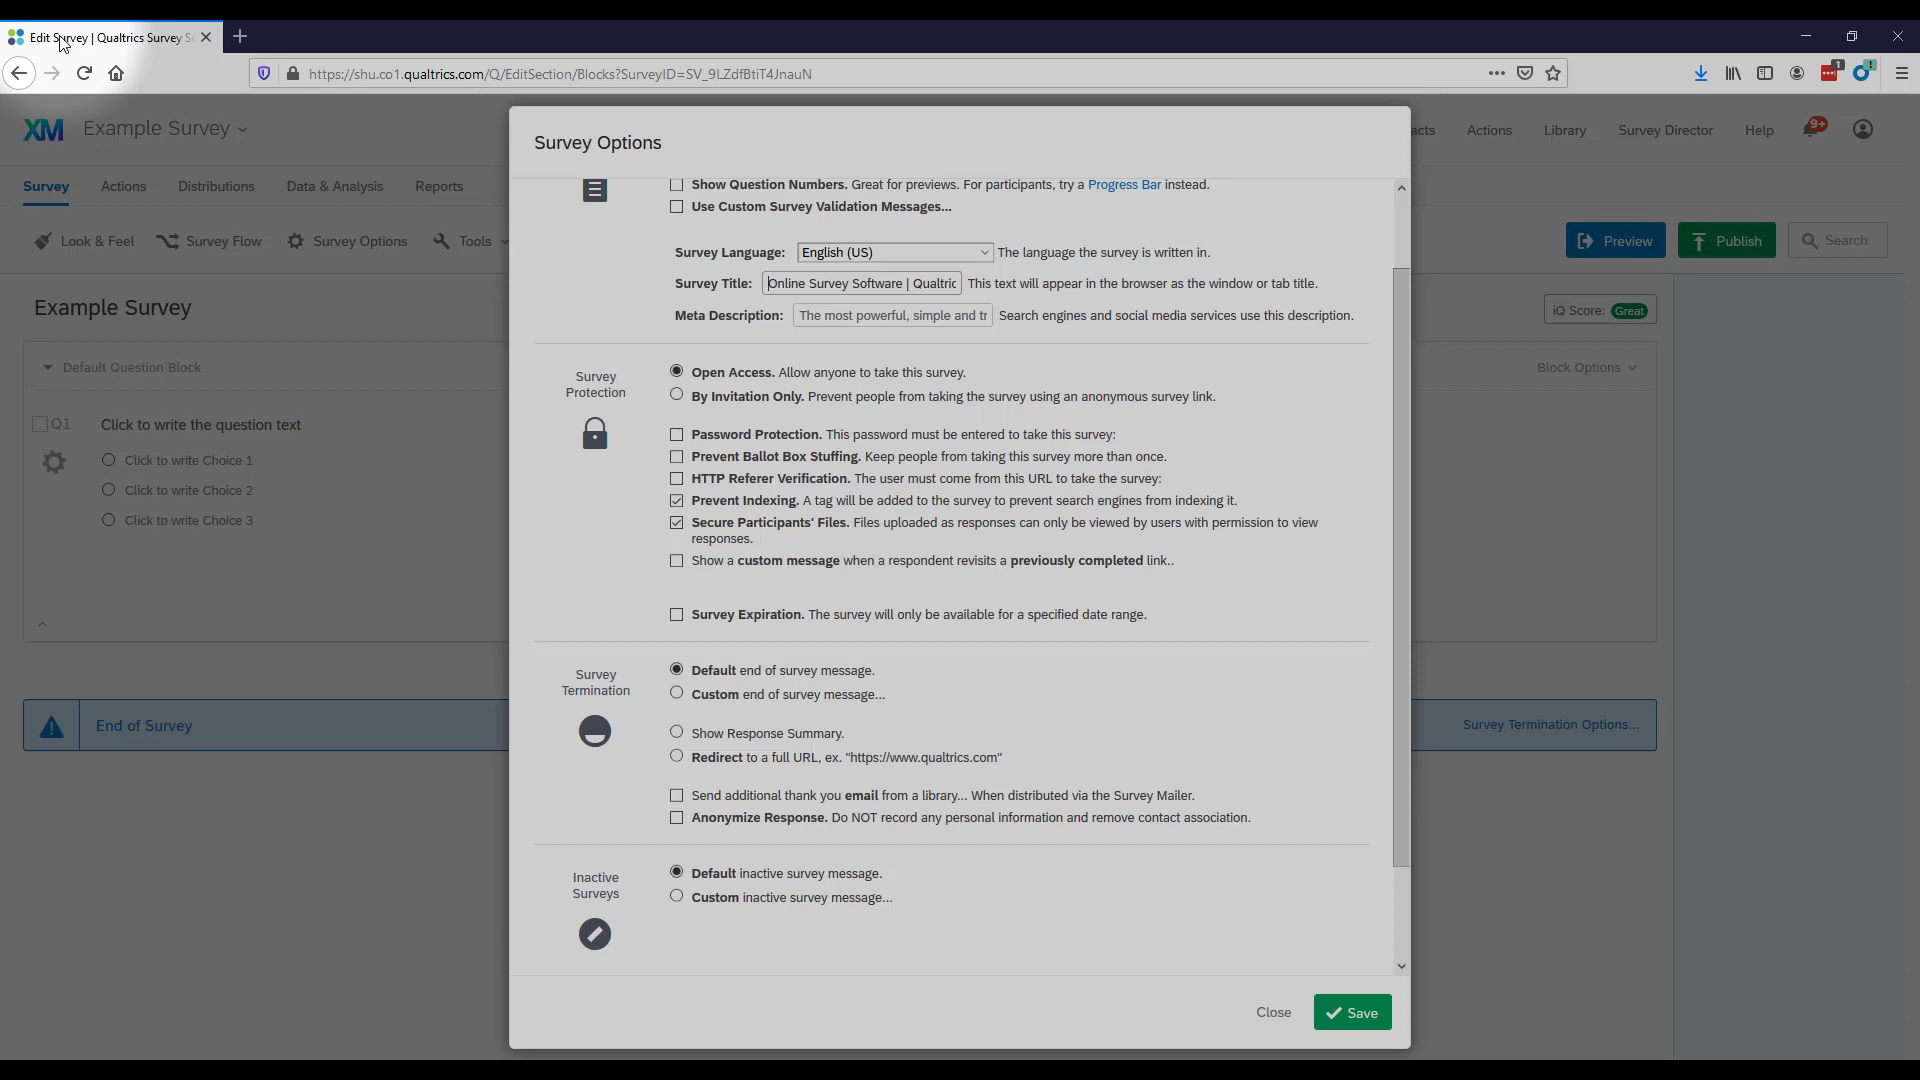 Edit Survey | Qualtrics Survey S
https://shu.co1.qualtrics.com/Q/EditSection/Blocks?SurveyID=SV_9LZdfBtiT4JnauN
1
!
XM
Example Survey
acts
Actions
Library
Survey Director
Help
9+
Survey
Actions
Distributions
Data & Analysis
Reports
Look & Feel
Survey Flow
Survey Options
Tools
Preview
Publish
Search
Example Survey
iQ Score: Great
Default Question Block
Block Options
Q1
Click to write the question text
Click to write Choice 1
Click to write Choice 2
Click to write Choice 3
End of Survey
Survey Termination Options...
Survey Options
Show Question Numbers. Great for previews. For participants, try a Progress Bar instead.
Use Custom Survey Validation Messages...
Survey Language: English (US) The language the survey is written in.
Survey Title: Online Survey Software | Qualtric This text will appear in the browser as the window or tab title.
Meta Description: The most powerful, simple and tr Search engines and social media services use this description.
Survey
Protection
Open Access. Allow anyone to take this survey.
By Invitation Only. Prevent people from taking the survey using an anonymous survey link.
Password Protection. This password must be entered to take this survey:
Prevent Ballot Box Stuffing. Keep people from taking this survey more than once.
HTTP Referer Verification. The user must come from this URL to take the survey:
Prevent Indexing. A tag will be added to the survey to prevent search engines from indexing it.
Secure Participants' Files. Files uploaded as responses can only be viewed by users with permission to view
responses.
Show a custom message when a respondent revisits a previously completed link..
Survey Expiration. The survey will only be available for a specified date range.
Survey
Termination
Default end of survey message.
Custom end of survey message...
Show Response Summary.
Redirect to a full URL, ex. "https://www.qualtrics.com"
Send additional thank you email from a library... When distributed via the Survey Mailer.
Anonymize Response. Do NOT record any personal information and remove contact association.
Inactive
Surveys
Default inactive survey message.
Custom inactive survey message...
Close
Save